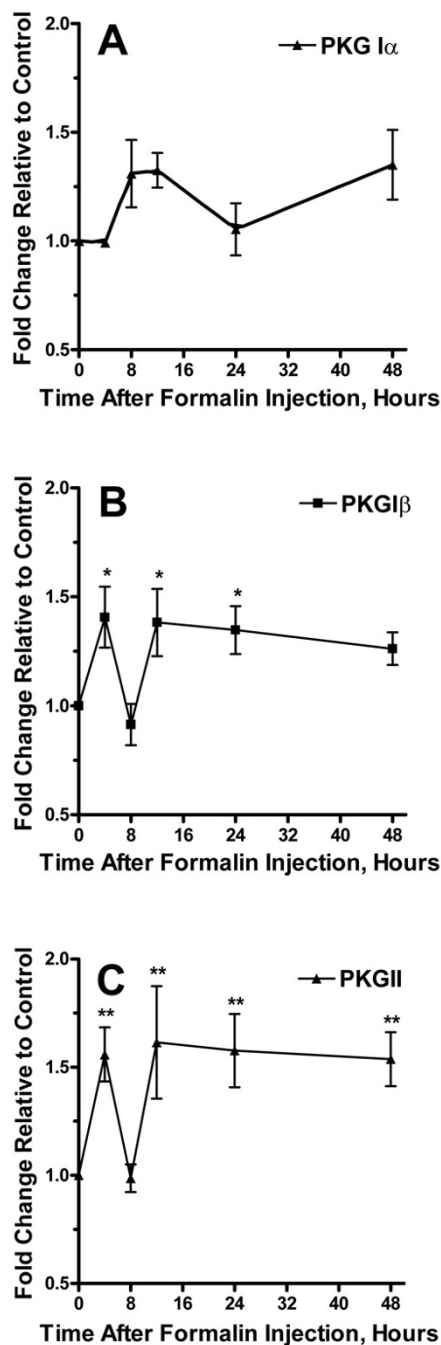 A
PKG Iα
Fold Change Relative to Control
2.0
1.5
1.0
0.5
0 8 16 24 32 40 48
Time After Formalin Injection, Hours
B
PKGIβ
Fold Change Relative to Control
2.0
1.5
1.0
0.5
* * *
0 8 16 24 32 40 48
Time After Formalin Injection, Hours
C
PKGII
Fold Change Relative to Control
2.0
1.5
1.0
0.5
** ** ** **
0 8 16 24 32 40 48
Time After Formalin Injection, Hours